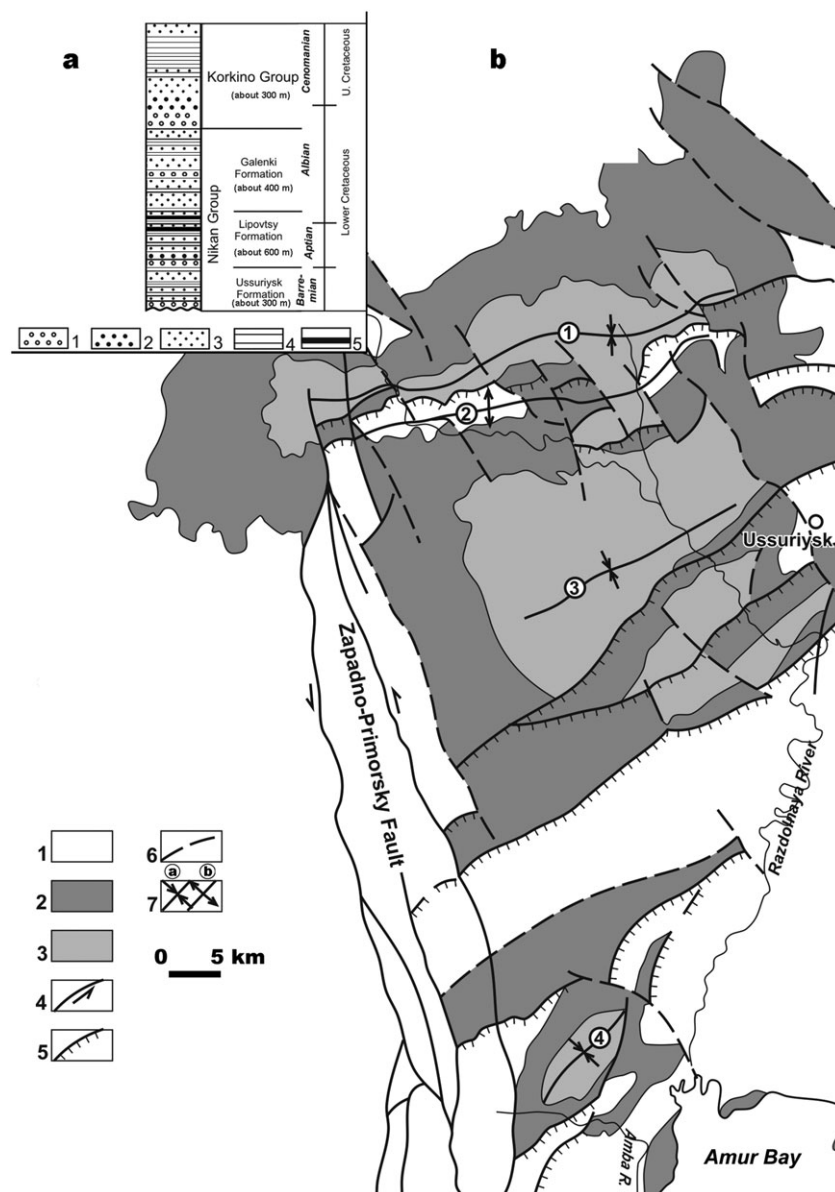 a
b
Korkino Group
(about 300 m)
Cenomanian
U. Cretaceous
Nikan Group
Galenki
Formation
(about 400 m)
Albian
Lower Cretaceous
Lipovtsy
Formation
(about 600 m)
Aptian
Ussuriysk
Formation
(about 300 m)
Barre-
mian
1 2 3 4 5
1
2
3
Ussuriysk
Zapadno-Primorsky Fault
Razdolnaya River
1 6
a b
2 7
3 0 5 km
4
5
4
Amba R.
Amur Bay